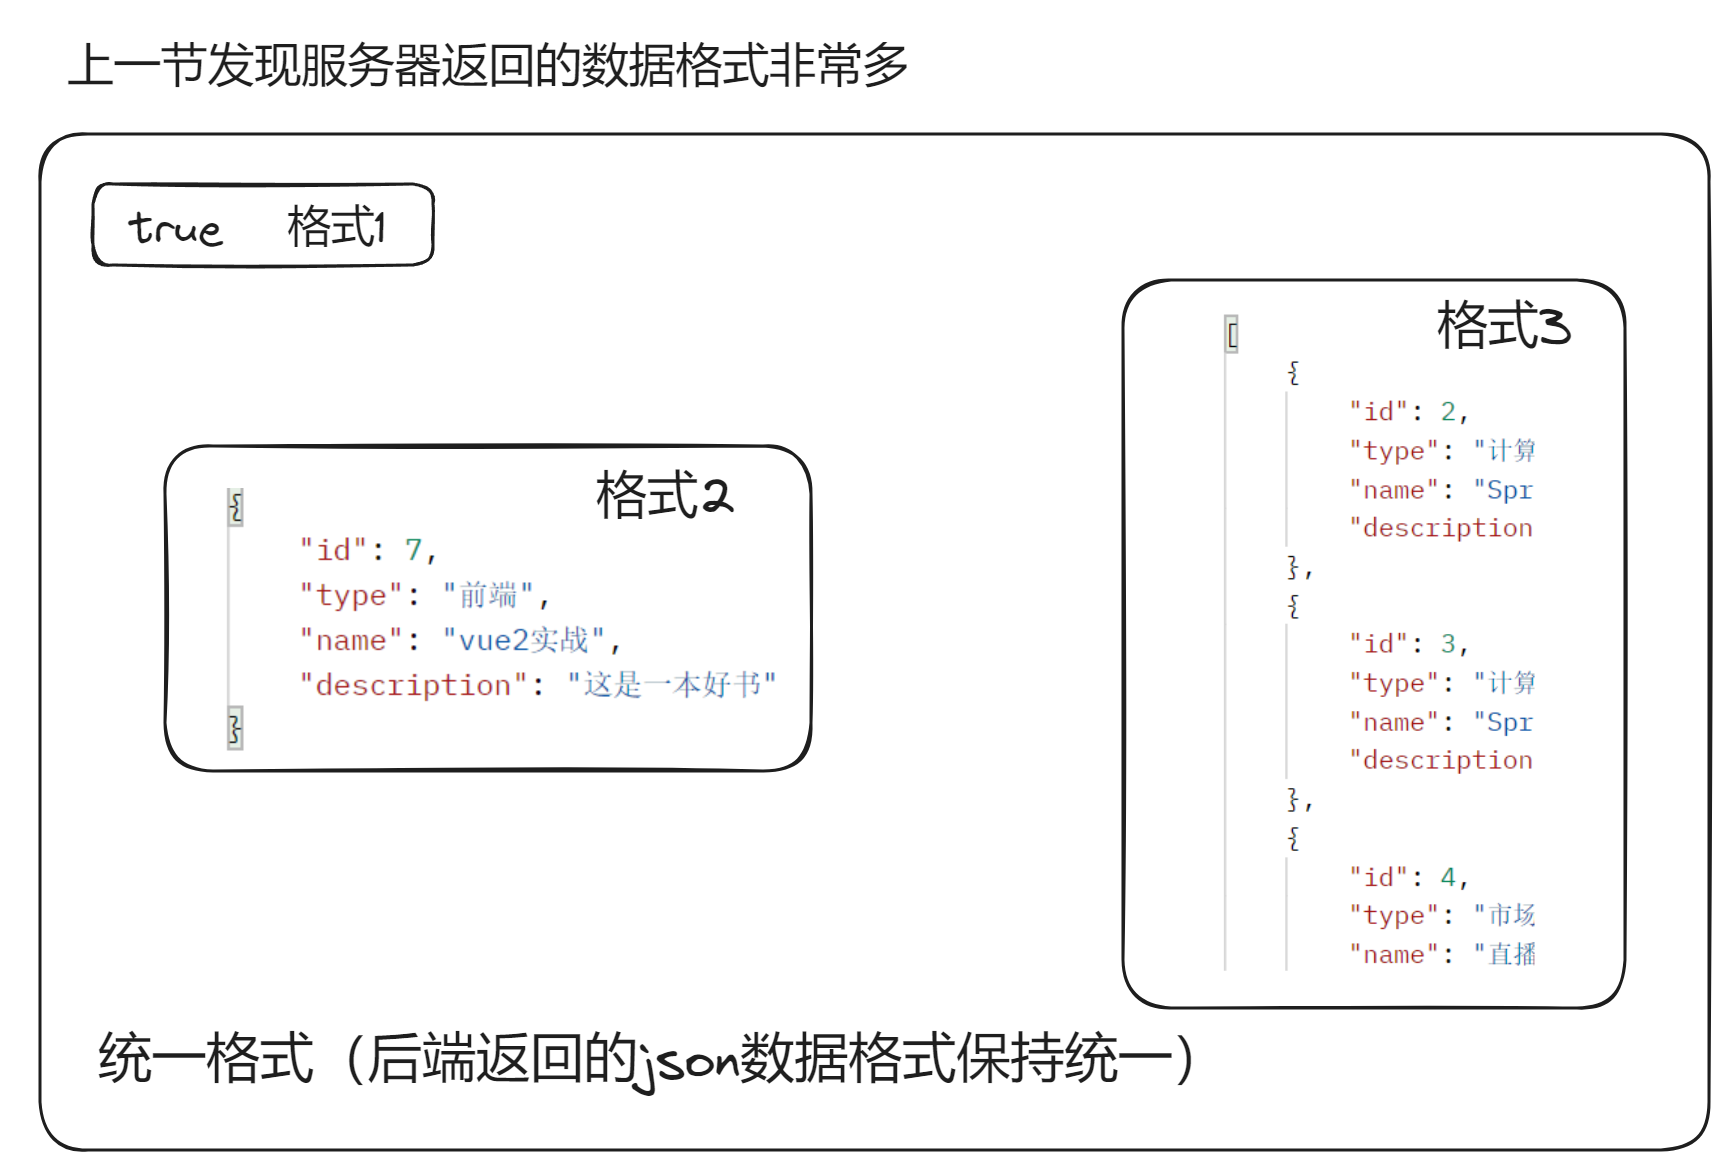 上一节发现服务器返回的数据格式非常多
true 格式1
格式2
{
"id": 7,
"type": "前端",
"name": "vue2实战",
"description": "这是一本好书"
}
格式3
[
{
"id": 2,
"type": "计算
"name": "Spr
"description
},
{
"id": 3,
"type": "计算
"name": "Spr
"description
},
{
"id": 4,
"type": "市场
"name": "直播
统一格式（后端返回的json数据格式保持统一）